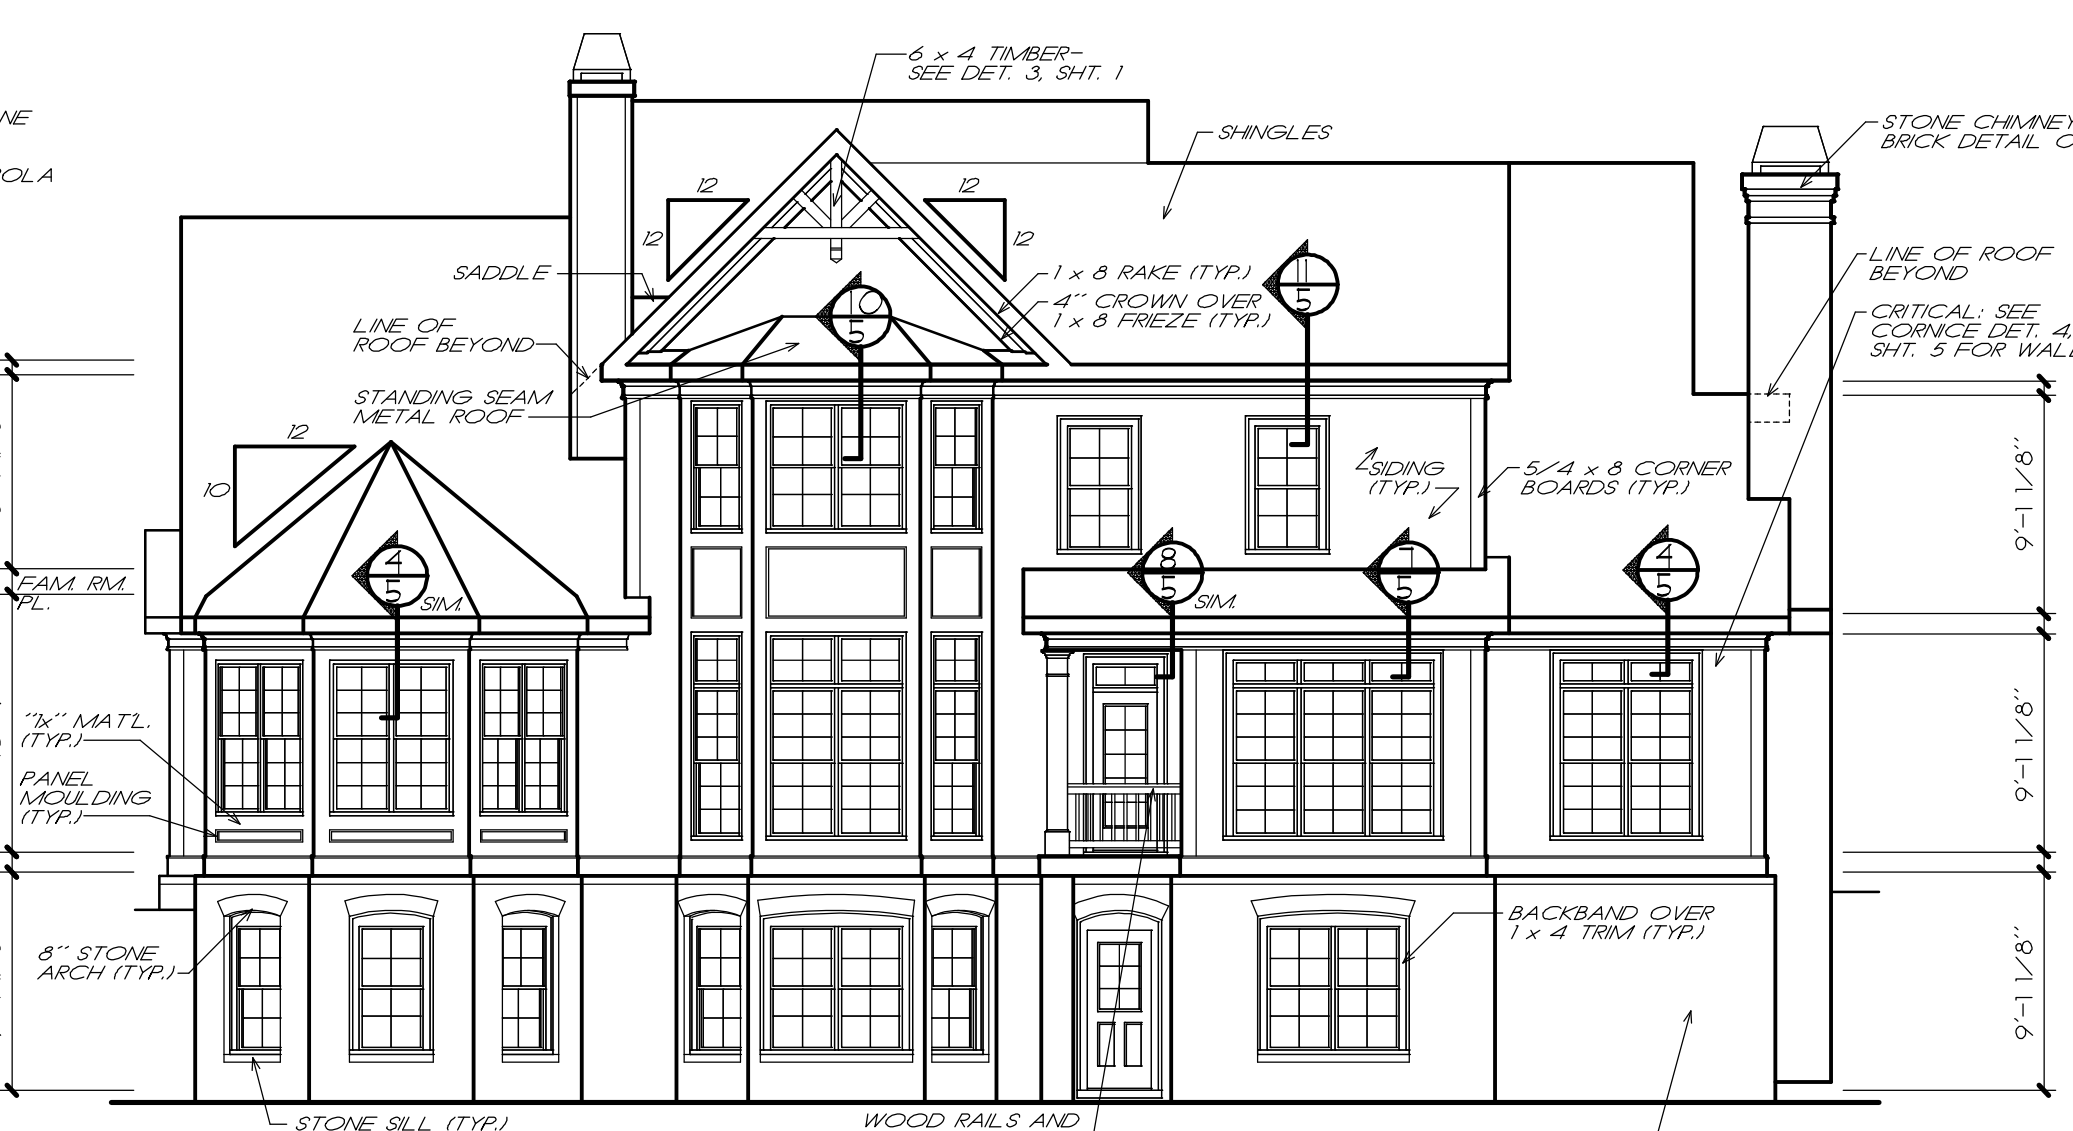 6 x 4 TIMBER-
SEE DET. 3, SHT. 1
NE
OLA
SHINGLES
STONE CHIMNEY
BRICK DETAIL O
12
12
12
12
SADDLE
1 x 8 RAKE (TYP.)
4" CROWN OVER
1 x 8 FRIEZE (TYP.)
10
5
11
5
LINE OF ROOF
BEYOND
CRITICAL: SEE
CORNICE DET. 4,
SHT. 5 FOR WALL
LINE OF
ROOF BEYOND
STANDING SEAM
METAL ROOF
12
10
SIDING
(TYP.)
5/4 x 8 CORNER
BOARDS (TYP.)
9'-1 1/8"
4
5
SIM.
8
5
SIM.
1
5
4
5
FAM. RM.
PL.
"1x" MAT'L.
(TYP.)
PANEL
MOULDING
(TYP.)
9'-1 1/8"
8" STONE
ARCH (TYP.)
BACKBAND OVER
1 x 4 TRIM (TYP.)
9'-1 1/8"
STONE SILL (TYP.)
WOOD RAILS AND